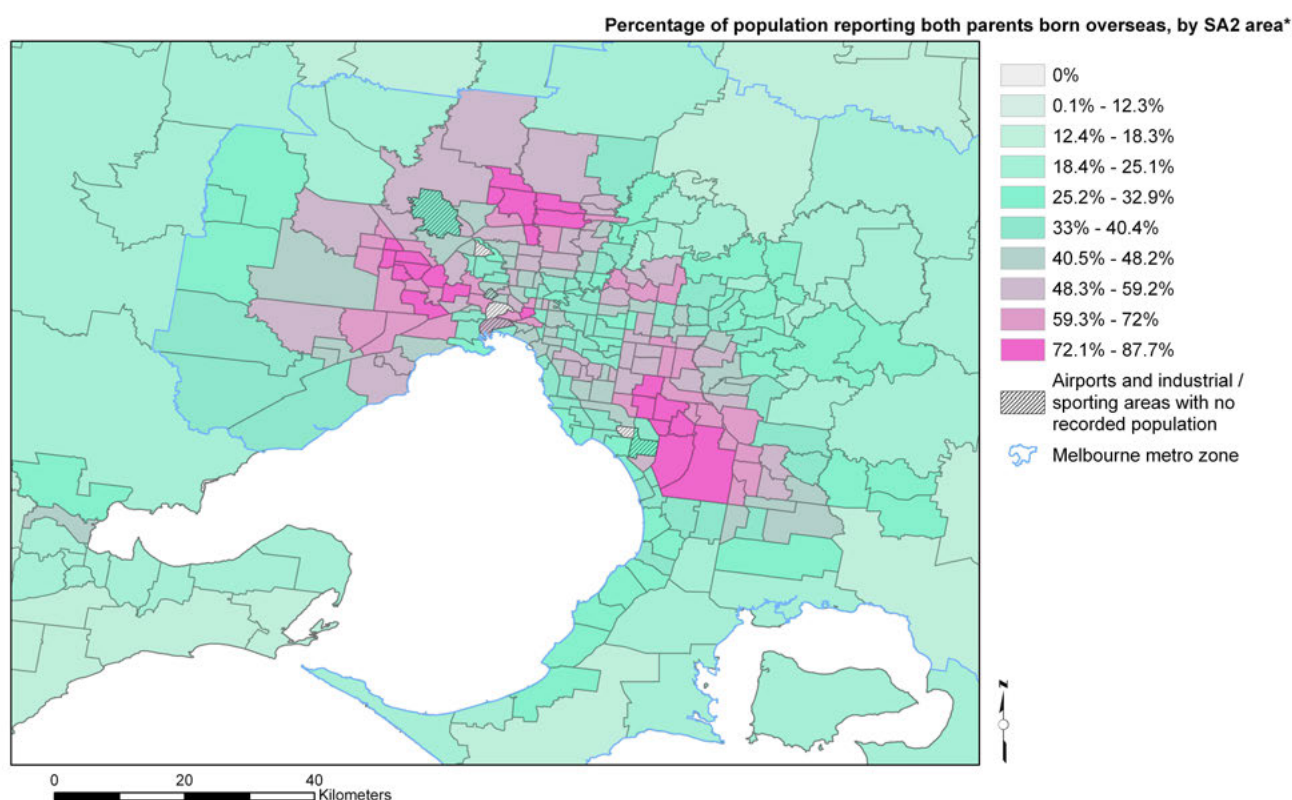 Percentage of population reporting both parents born overseas, by SA2 area*
0%
0.1% - 12.3%
12.4% - 18.3%
18.4% - 25.1%
25.2% - 32.9%
33% - 40.4%
40.5% - 48.2%
48.3% - 59.2%
59.3% - 72%
72.1% - 87.7%
Airports and industrial /
sporting areas with no
recorded population
Melbourne metro zone
N
0 20 40
Kilometers